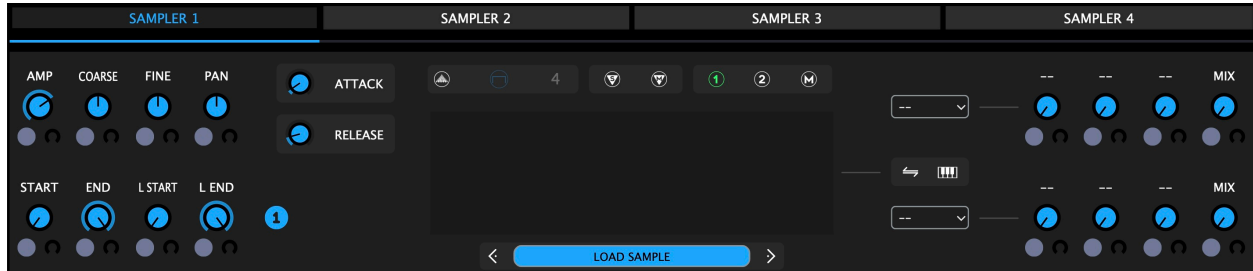 SAMPLER 1 SAMPLER 2 SAMPLER 3 SAMPLER 4
AMP COARSE FINE PAN
ATTACK
RELEASE
START END L START L END
1
4
S
1 2 M
LOAD SAMPLE
-- -- -- MIX
--
-- -- -- MIX
--